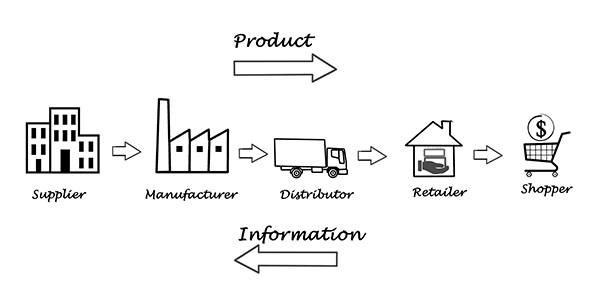 Product
Supplier
Manufacturer
Distributor
Retailer
$
Shopper
Information